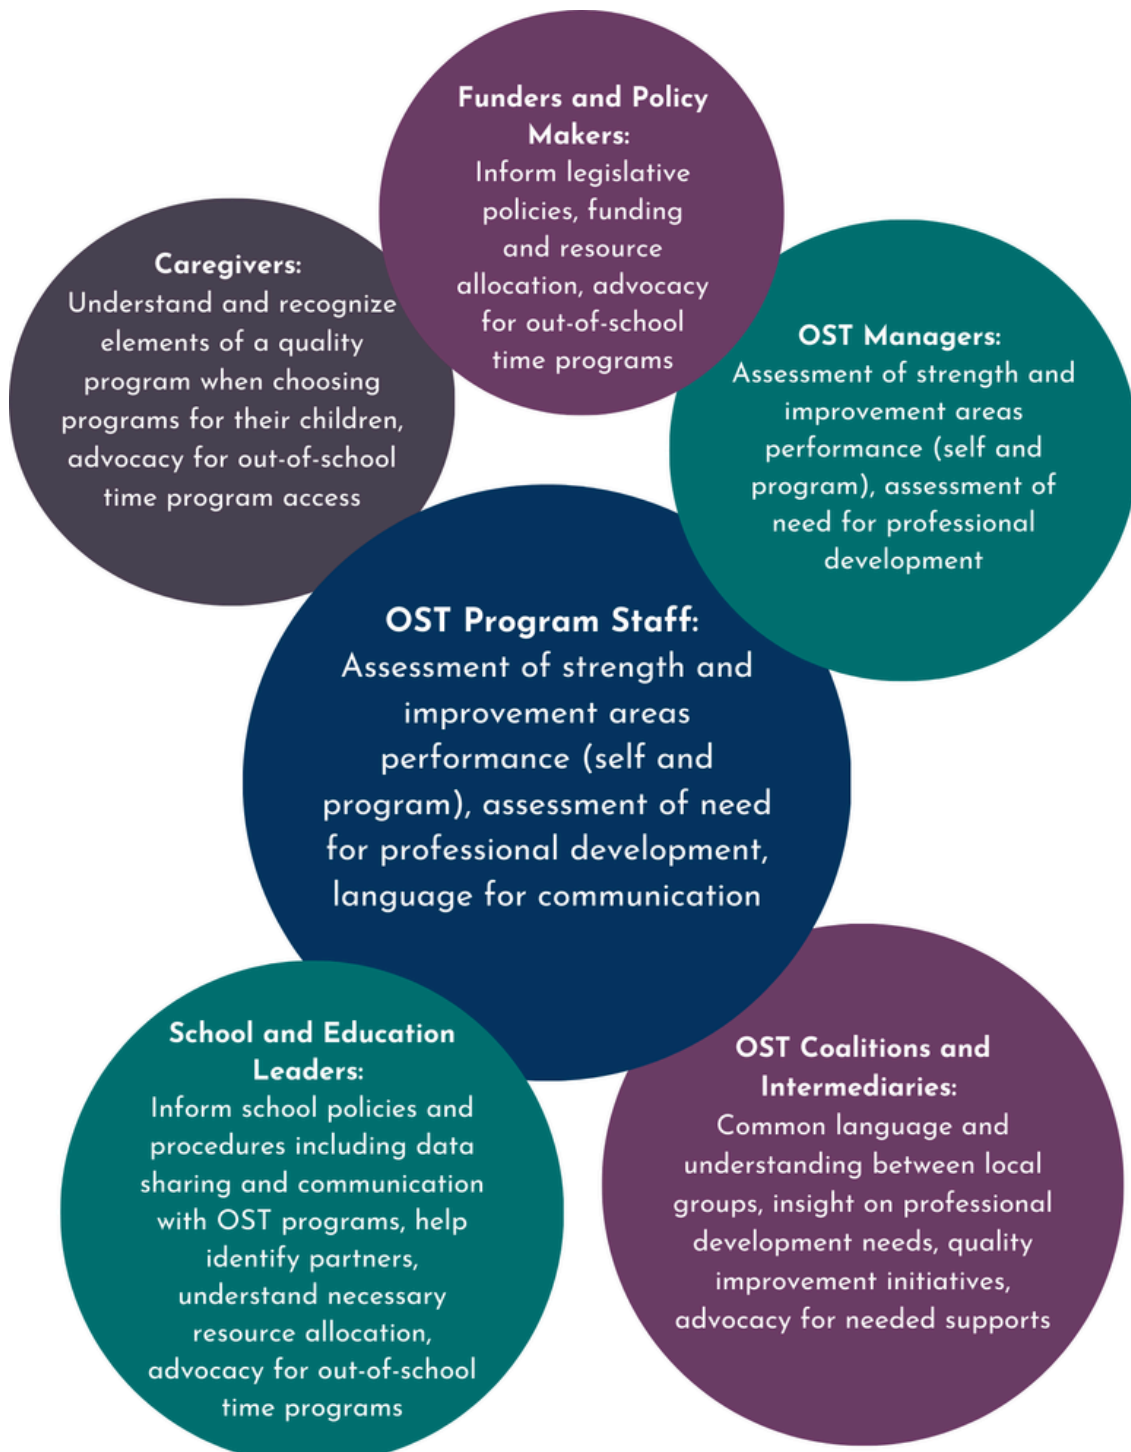 Funders and Policy
Makers:
Inform legislative
policies, funding
and resource
allocation, advocacy
for out-of-school
time programs
Caregivers:
Understand and recognize
elements of a quality
program when choosing
programs for their children,
advocacy for out-of-school
time program access
OST Managers:
Assessment of strength and
improvement areas
performance (self and
program), assessment of
need for professional
development
OST Program Staff:
Assessment of strength and
improvement areas
performance (self and
program), assessment of need
for professional development,
language for communication
School and Education
Leaders:
Inform school policies and
procedures including data
sharing and communication
with OST programs, help
identify partners,
understand necessary
resource allocation,
advocacy for out-of-school
time programs
OST Coalitions and
Intermediaries:
Common language and
understanding between local
groups, insight on professional
development needs, quality
improvement initiatives,
advocacy for needed supports